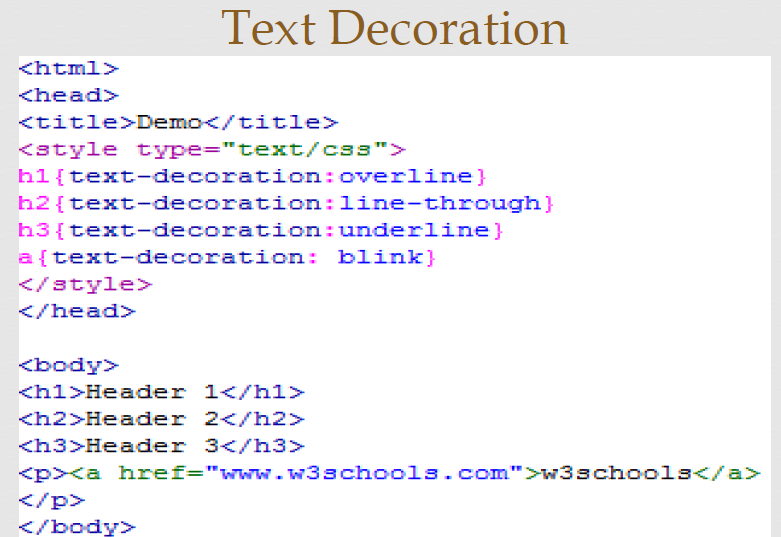 Text Decoration
<html>
<head>
<title>Demo</title>
<style type="text/css">
h1{text-decoration:overline}
h2{text-decoration:line-through}
h3{text-decoration:underline}
a{text-decoration: blink}
</style>
</head>
<body>
<h1>Header 1</h1>
<h2>Header 2</h2>
<h3>Header 3</h3>
<p><a href="www.w3schools.com">w3schools</a>
</p>
</body>